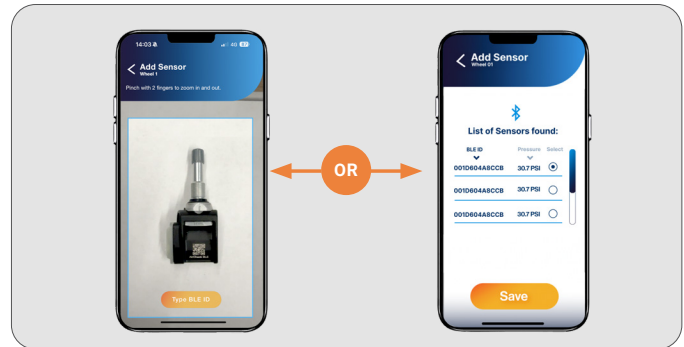 14:03
4G 57
Add Sensor
Wheel 1
Pinch with 2 fingers to zoom in and out.
Type BLE ID
OR
Add Sensor
Wheel 01
List of Sensors found:
BLE ID Pressure Select
001D604A8CCB 30.7 PSI
001D604A8CCB 30.7 PSI
001D604A8CCB 30.7 PSI
Save